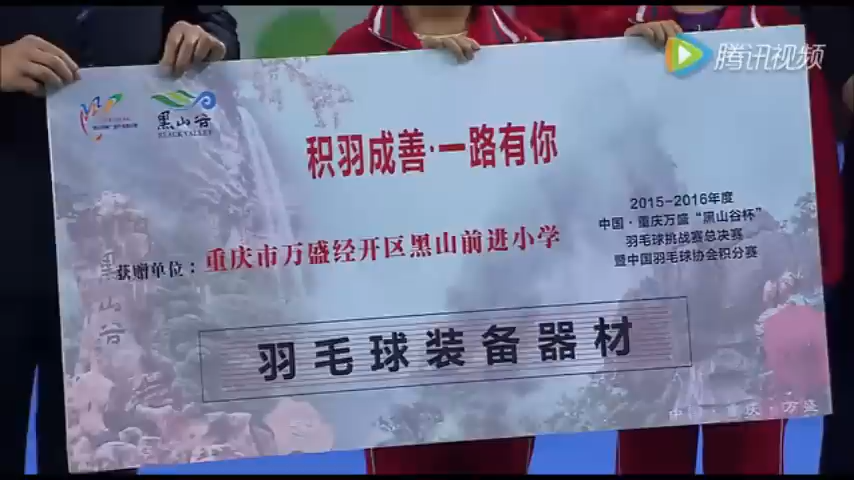 腾讯视频
黑山谷
BLACK VALLEY
积羽成善·一路有你
2015-2016年度
中国·重庆万盛“黑山谷杯”
羽毛球挑战赛总决赛
暨中国羽毛球协会积分赛
获赠单位：重庆市万盛经开区黑山前进小学
黑山谷
羽毛球装备器材
中国·重庆·万盛